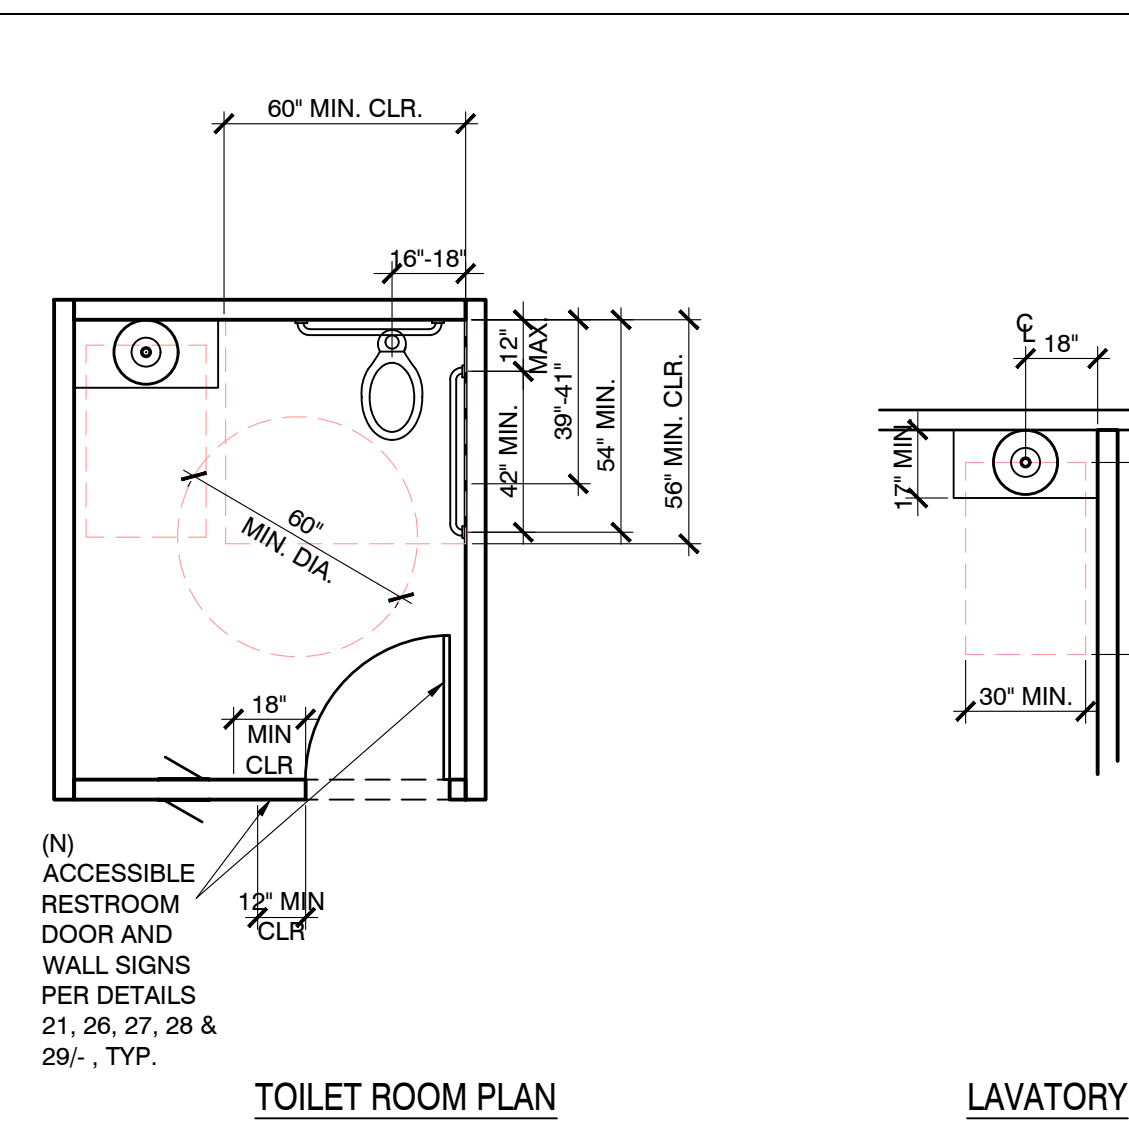 60" MIN. CLR.
16"-18"
12"
MAX.
39"-41"
42" MIN.
54" MIN.
56" MIN. CLR.
60"
MIN. DIA.
18"
MIN
CLR
12" MIN
CLR
(N)
ACCESSIBLE
RESTROOM
DOOR AND
WALL SIGNS
PER DETAILS
21, 26, 27, 28 &
29/- , TYP.
TOILET ROOM PLAN
CL
18"
17" MIN.
30" MIN.
LAVATORY